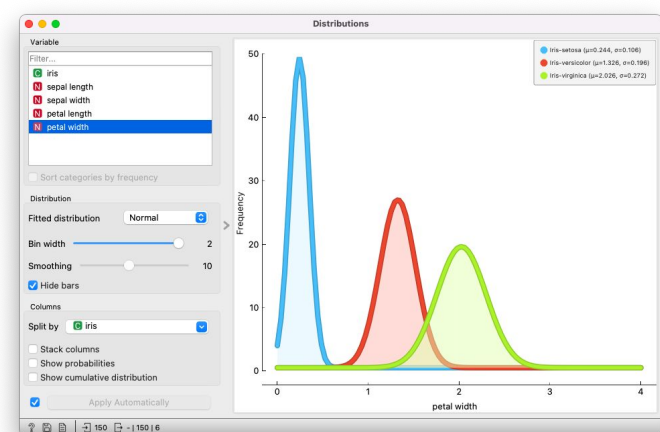 Distributions
Variable
Filter...
C iris
N sepal length
N sepal width
N petal length
N petal width
Sort categories by frequency
Distribution
Fitted distribution Normal
Bin width 2
Smoothing 10
Hide bars
Columns
Split by C iris
Stack columns
Show probabilities
Show cumulative distribution
Apply Automatically
? 150 - | 150 | 6
Iris-setosa (μ=0.244, σ=0.106)
Iris-versicolor (μ=1.326, σ=0.196)
Iris-virginica (μ=2.026, σ=0.272)
50
40
30
20
10
0
Frequency
0 1 2 3 4
petal width